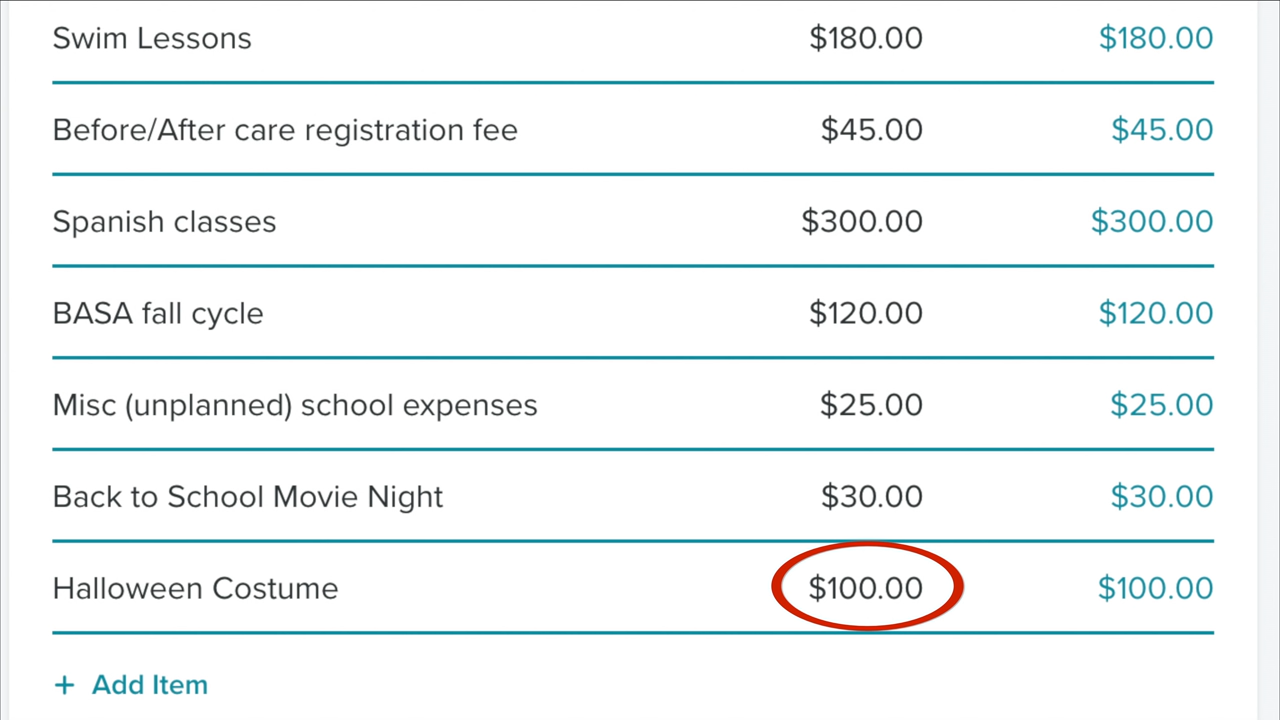 Swim Lessons $180.00 $180.00
Before/After care registration fee $45.00 $45.00
Spanish classes $300.00 $300.00
BASA fall cycle $120.00 $120.00
Misc (unplanned) school expenses $25.00 $25.00
Back to School Movie Night $30.00 $30.00
Halloween Costume $100.00 $100.00
+ Add Item